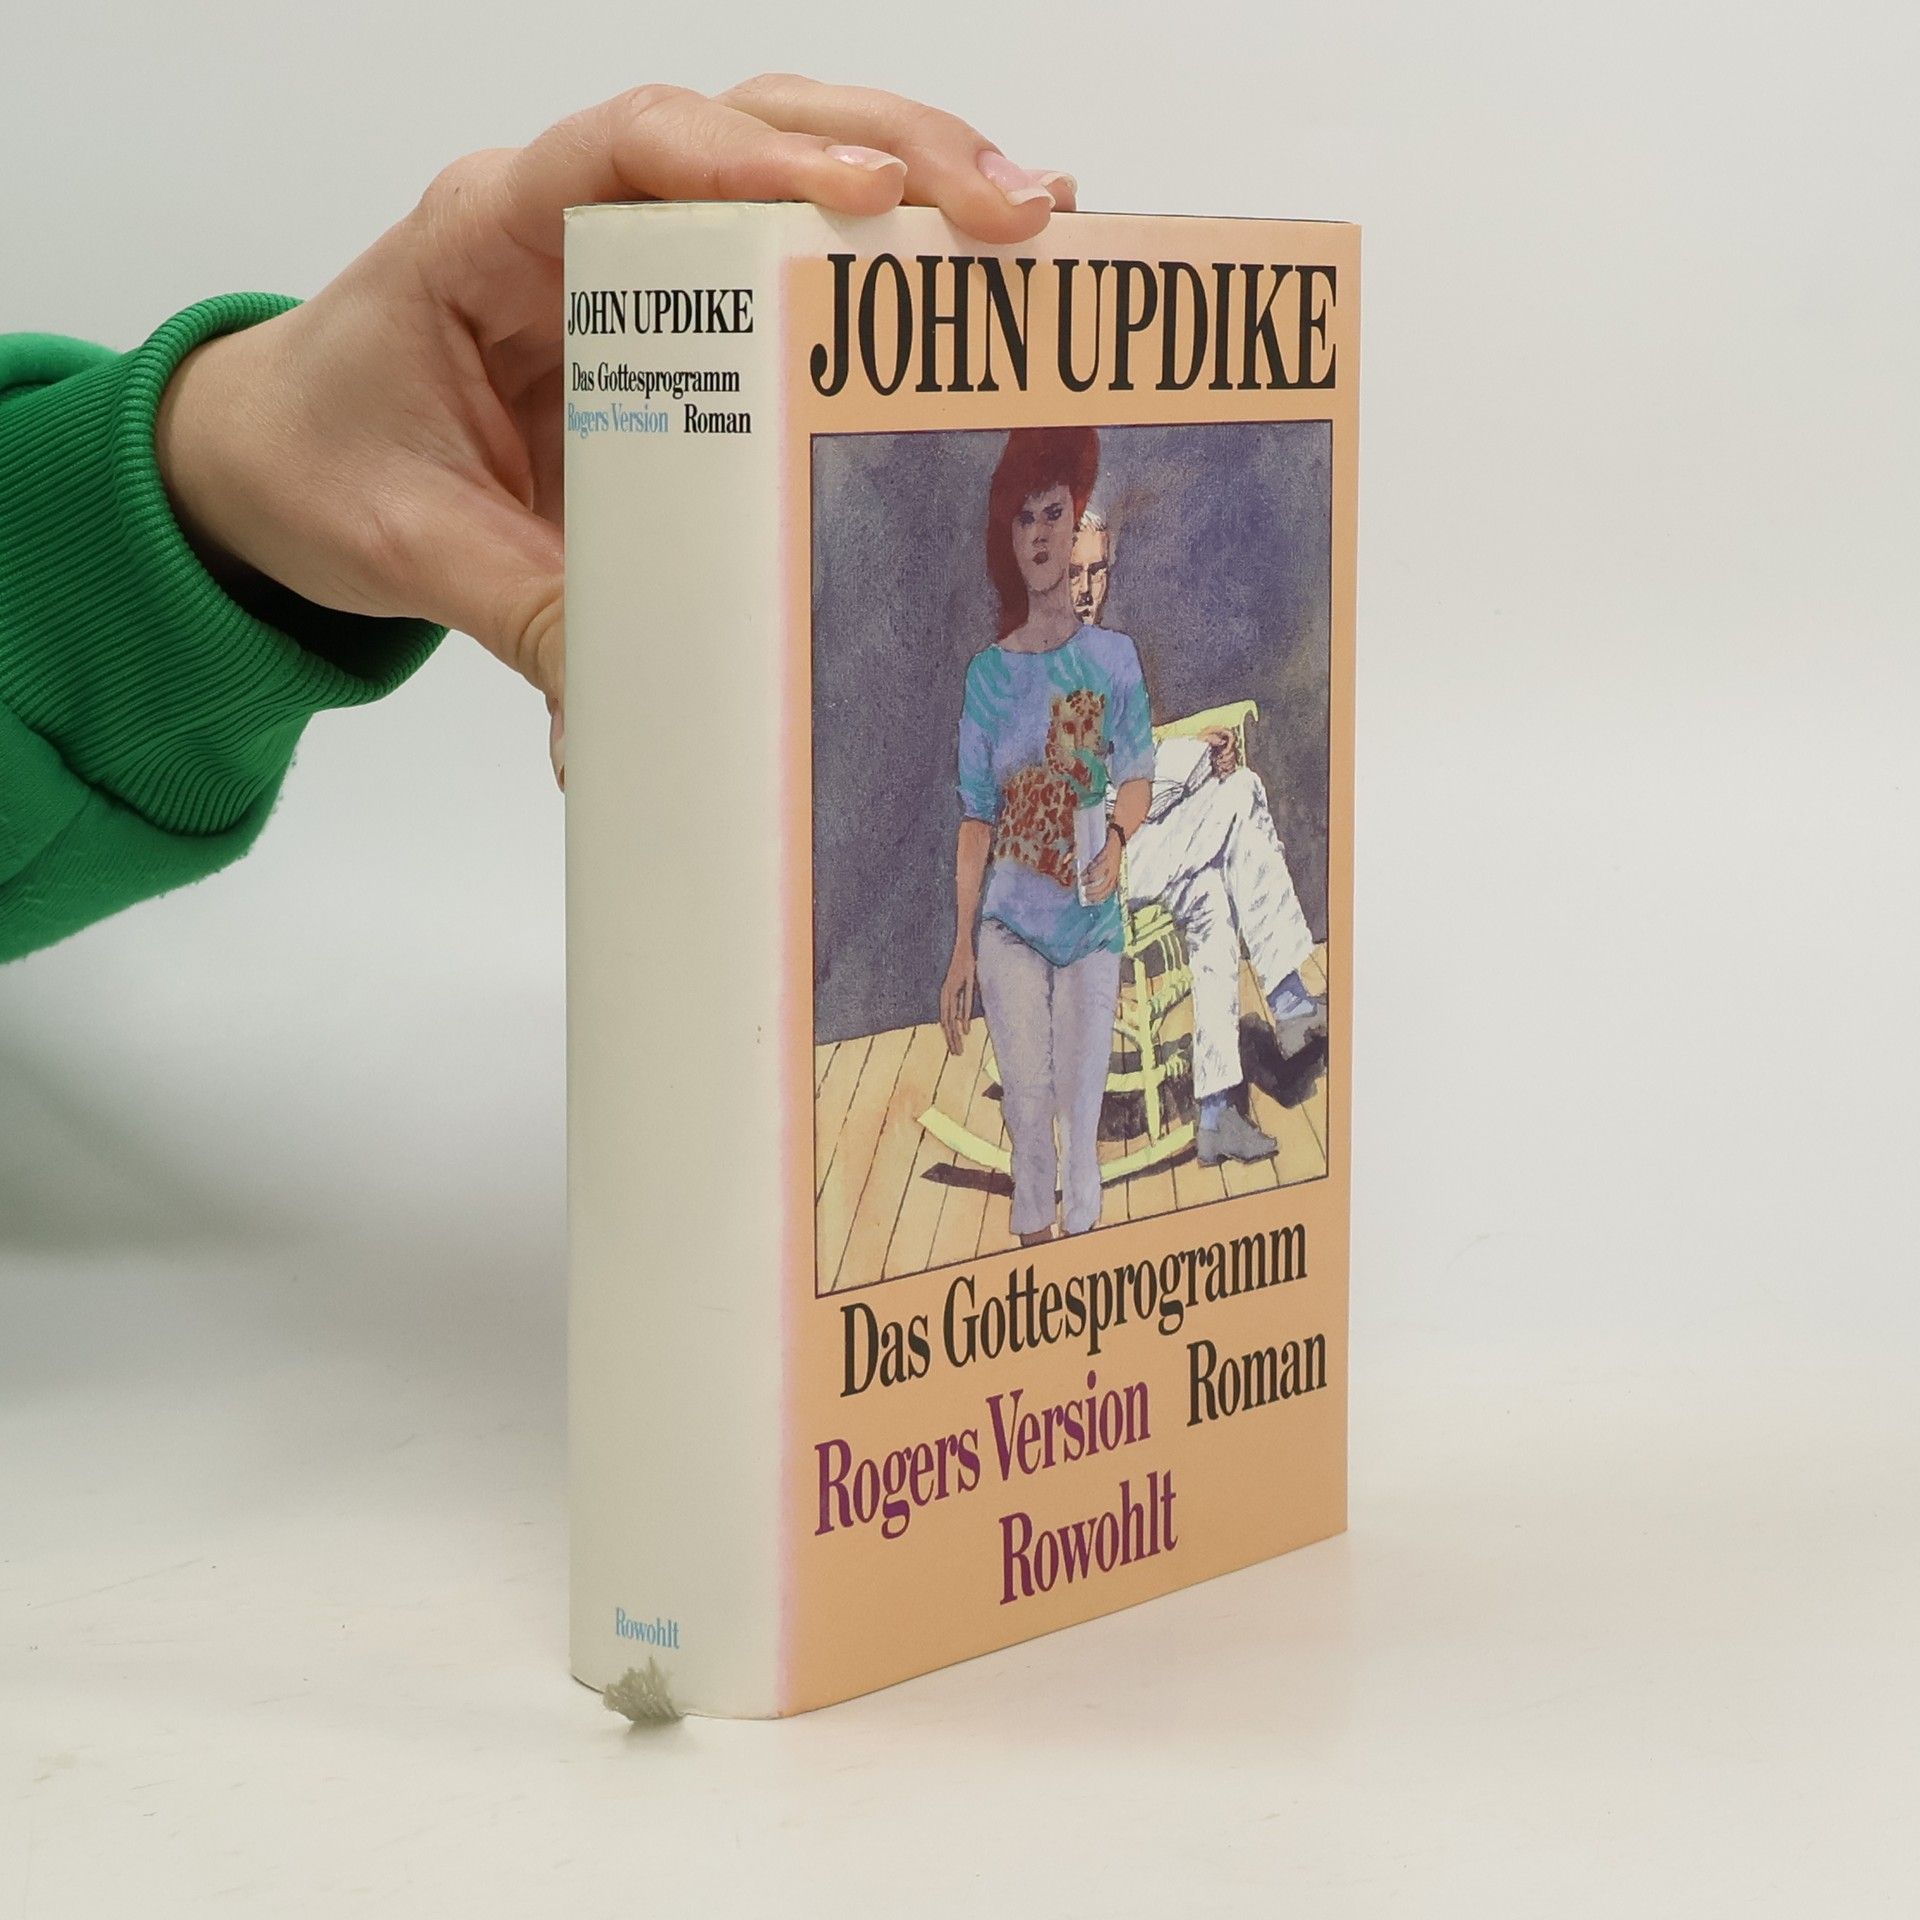 JOHN UPDIKE
Das Gottesprogramm
Rogers Version Roman
Rowohlt
JOHN UPDIKE
Das Gottesprogramm
Rogers Version Roman
Rowohlt